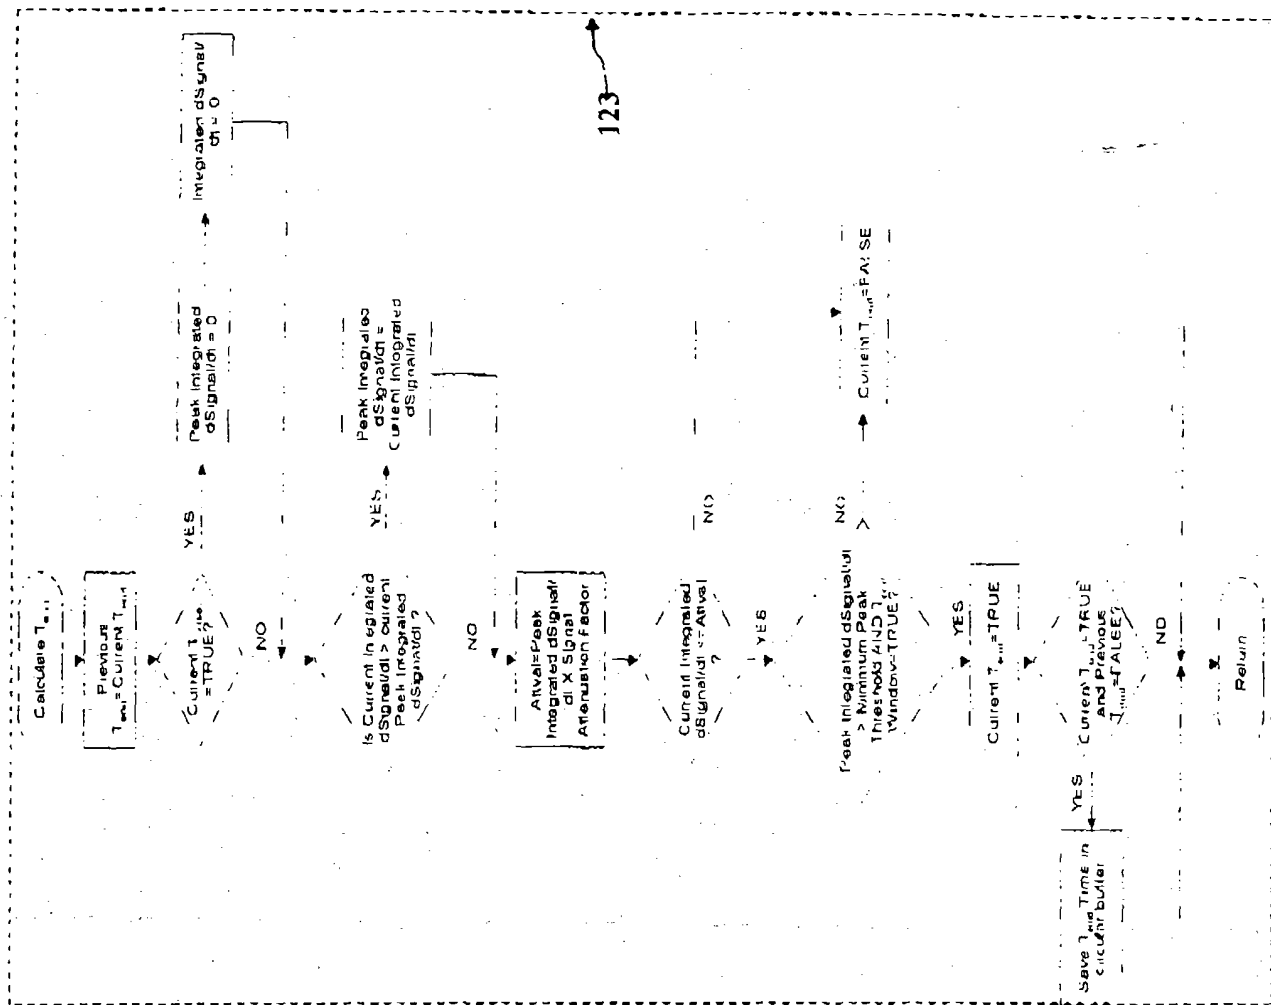 Calculate T
Previous
=Current T
Current T
=TRUE?
YES
Peak Integrated
dSignal/dt = 0
Integrated dSignal/
dt = 0
NO
Is Current Integrated
dSignal/dt > current
Peak Integrated
dSignal/dt ?
YES
Peak Integrated
dSignal/dt =
Current Integrated
dSignal/dt
NO
Attval=Peak
Integrated dSignal/
dt X Signal
Attenuation Factor
Current Integrated
dSignal/dt <= Attval
?
NO
YES
Peak Integrated dSignal/dt
> Minimum Peak
Threshold AND T
Window=TRUE?
NO
Current T =FALSE
YES
Current T =TRUE
Current T =TRUE
and Previous
=FALSE?
YES
Save T Time in
circular buffer
NO
Return
123